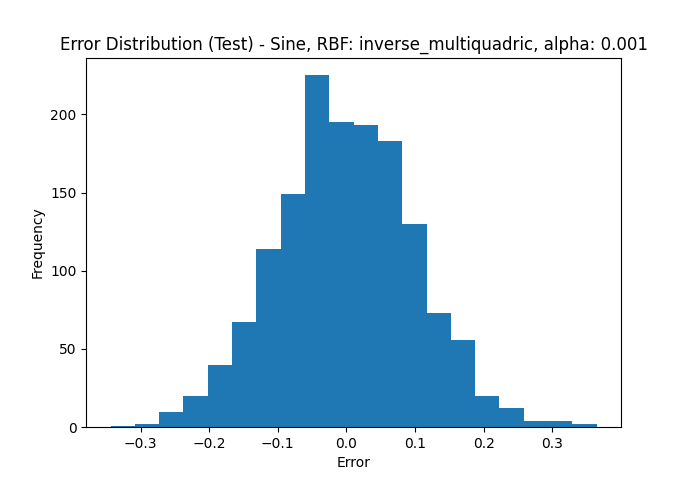 Error Distribution (Test) - Sine, RBF: inverse_multiquadric, alpha: 0.001
200
150
100
50
0
Frequency
−0.3 −0.2 −0.1 0.0 0.1 0.2 0.3
Error